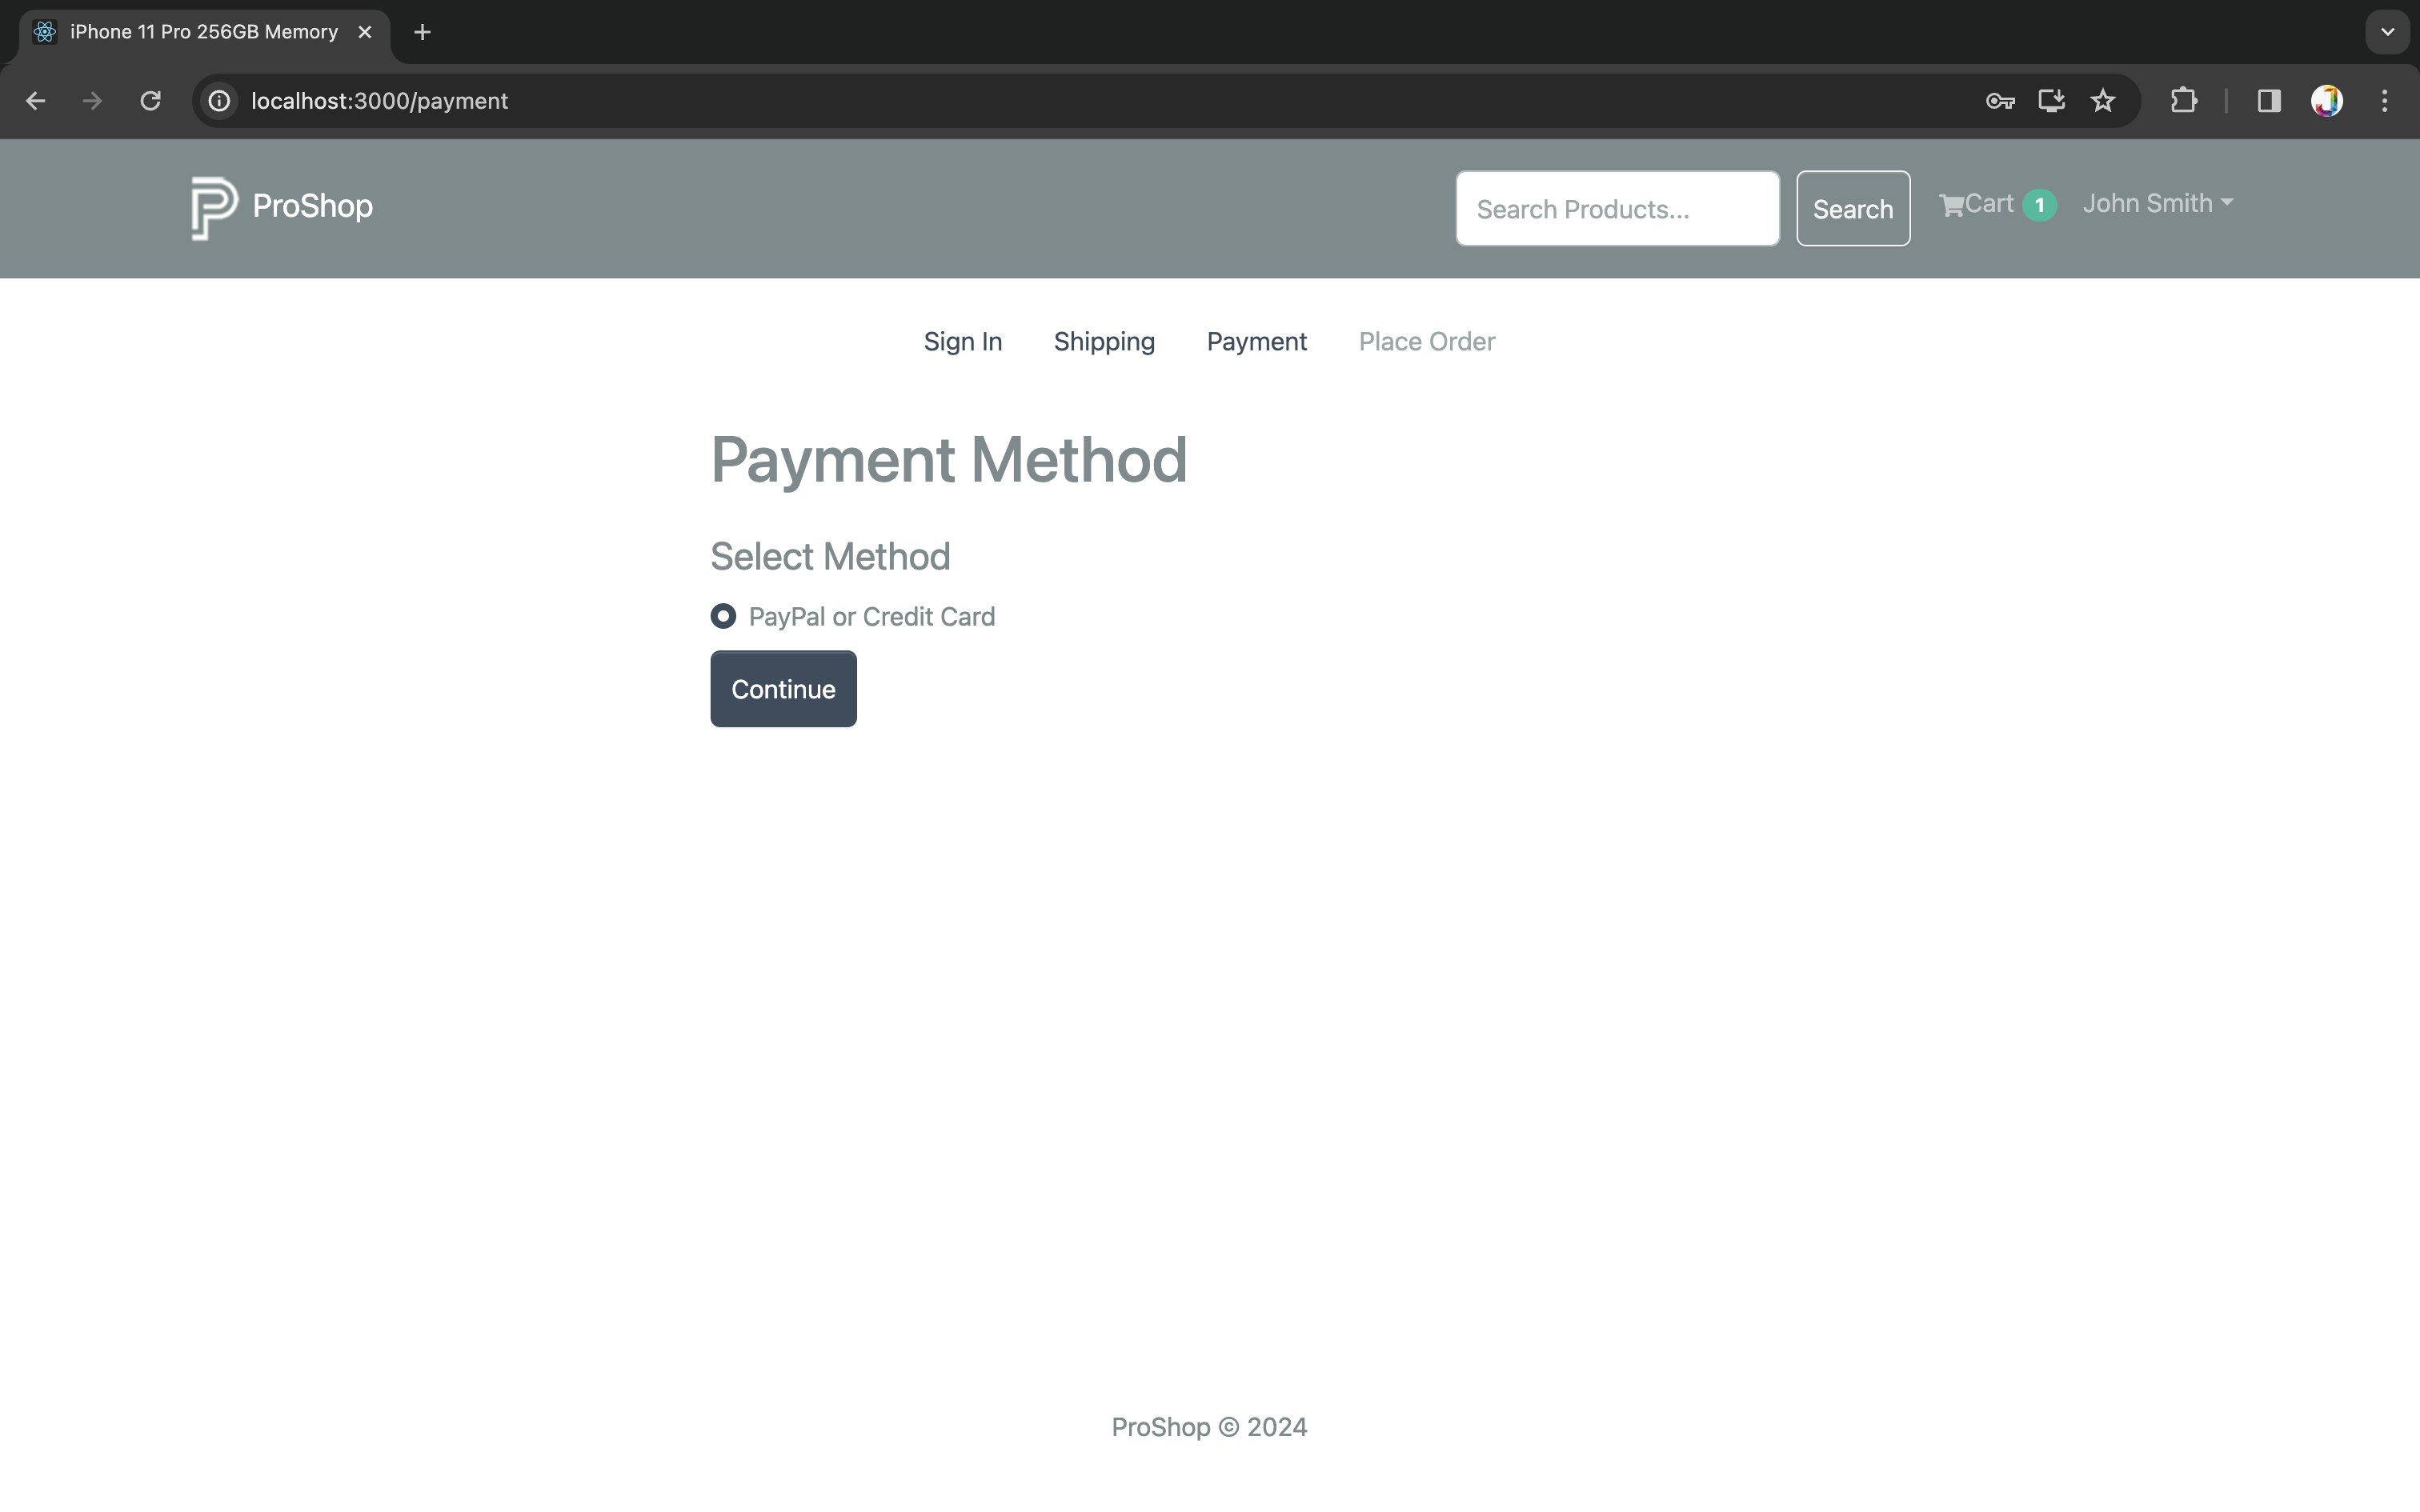 iPhone 11 Pro 256GB Memory
localhost:3000/payment
ProShop
Search Products...
Search
Cart 1
John Smith
Sign In
Shipping
Payment
Place Order
Payment Method
Select Method
PayPal or Credit Card
Continue
ProShop © 2024